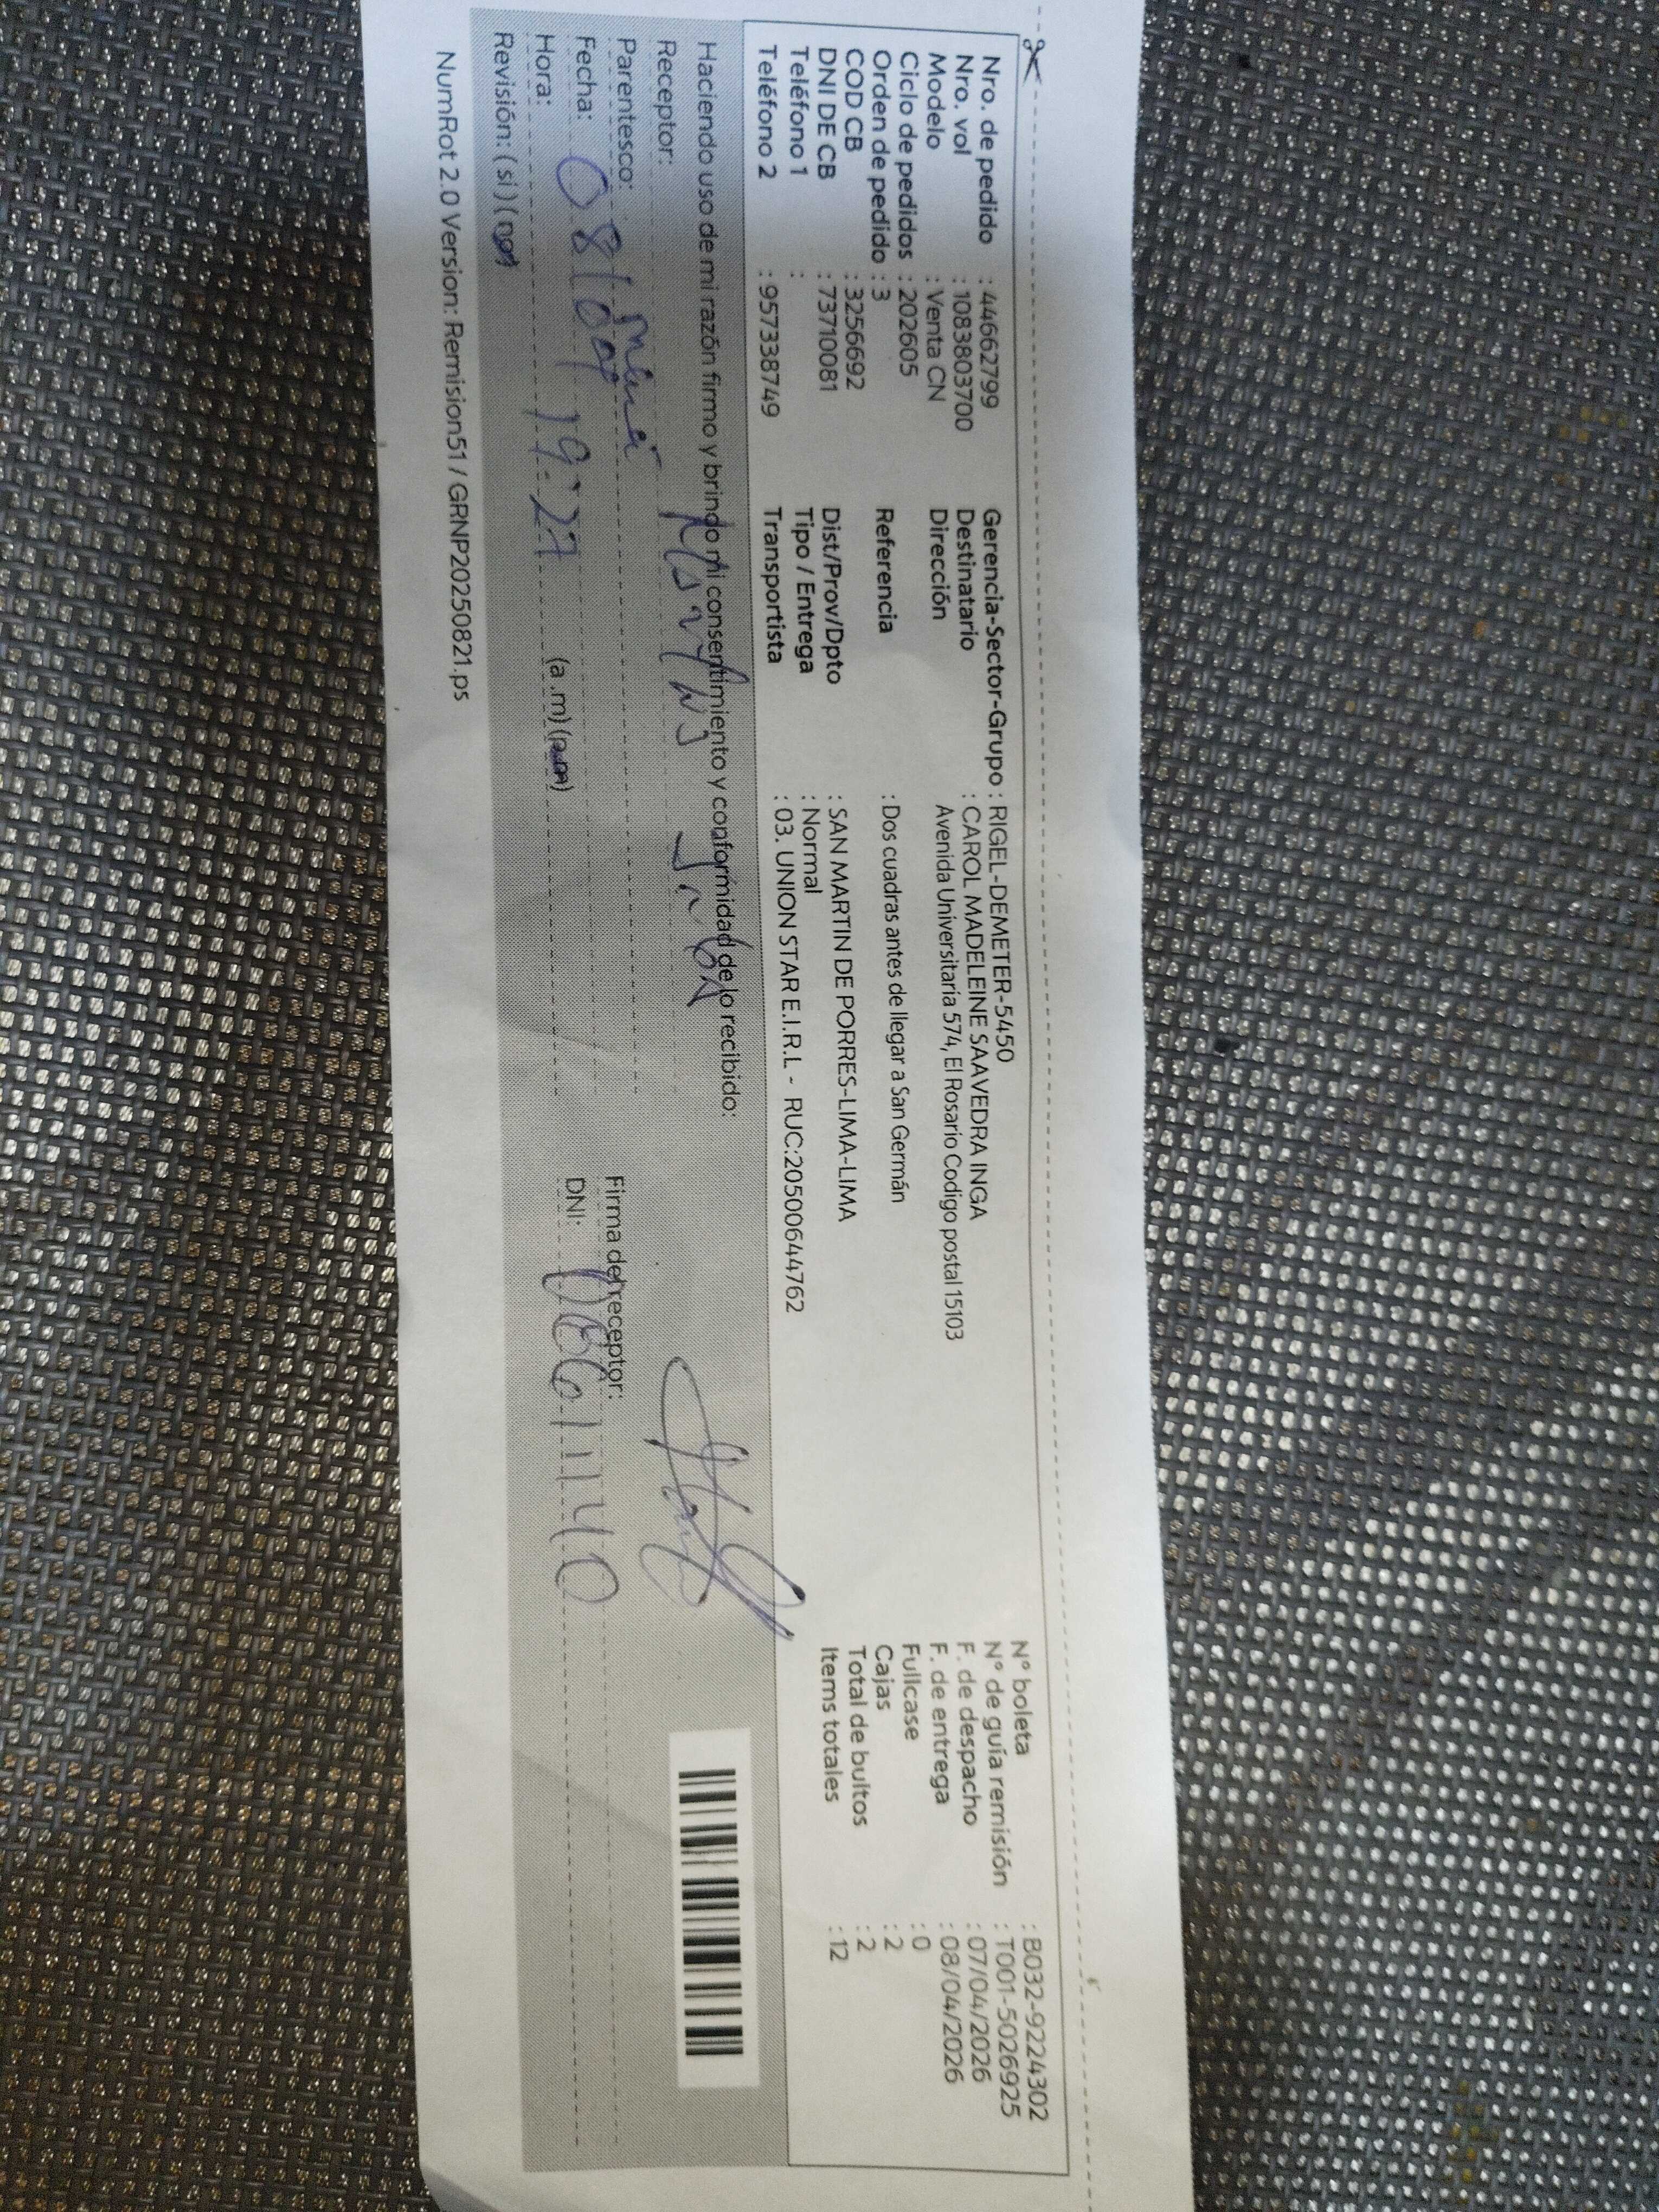 Nro. de pedido : 446627799
Nro. vol : 1083803700
Modelo : Venta CN
Ciclo de pedidos : 202605
Orden de pedido : 3
COD CB : 3256692
DNI DE CB : 73710081
Teléfono 1 :
Teléfono 2 : 957338749
Gerencia-Sector-Grupo : RIGEL-DEMETER-5450
Destinatario : CAROL MADELEINE SAAVEDRA INGA
Dirección Avenida Universitaria 574, El Rosario Codigo postal 15103
Referencia : Dos cuadras antes de llegar a San Germán
Dist/Prov/Dpto : SAN MARTIN DE PORRES-LIMA-LIMA
Tipo / Entrega : Normal
Transportista : 03. UNION STAR E.I.R.L - RUC:20500644762
N° boleta : B032-9224302
N° de guía remisión : T001-5026925
F. de despacho : 07/04/2026
F. de entrega : 08/04/2026
Fullcase : 0
Cajas : 2
Total de bultos : 2
Items totales : 12
Haciendo uso de mi razón firmo y brindo mi consentimiento y conformidad de lo recibido:
Receptor:
Parentesco:
Fecha: 08/04
Hora: 19:27 (a.m) (p.m)
Revisión: (si) (no)
Firma del receptor:
DNI:
NumRot 2.0 Version: Remision51 / GRNP20250821.ps